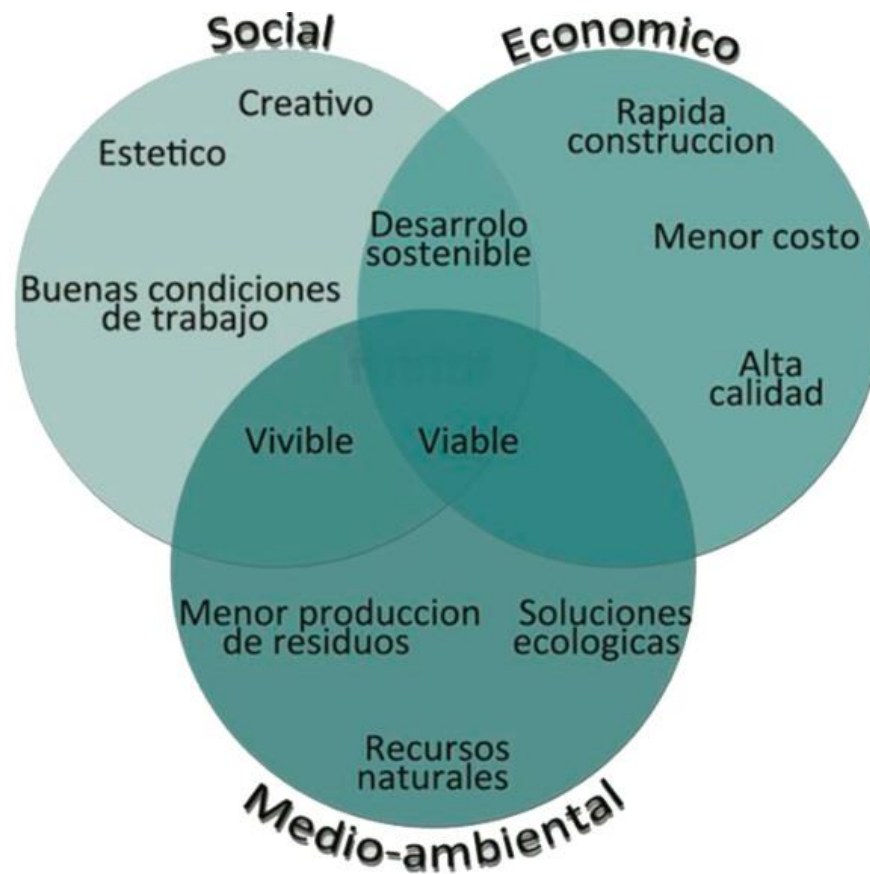 Social
Economico
Creativo
Estetico
Buenas condiciones
de trabajo
Rapida
construccion
Menor costo
Alta
calidad
Desarrolo
sostenible
Vivible
Viable
Menor produccion
de residuos
Soluciones
ecologicas
Recursos
naturales
Medio-ambiental